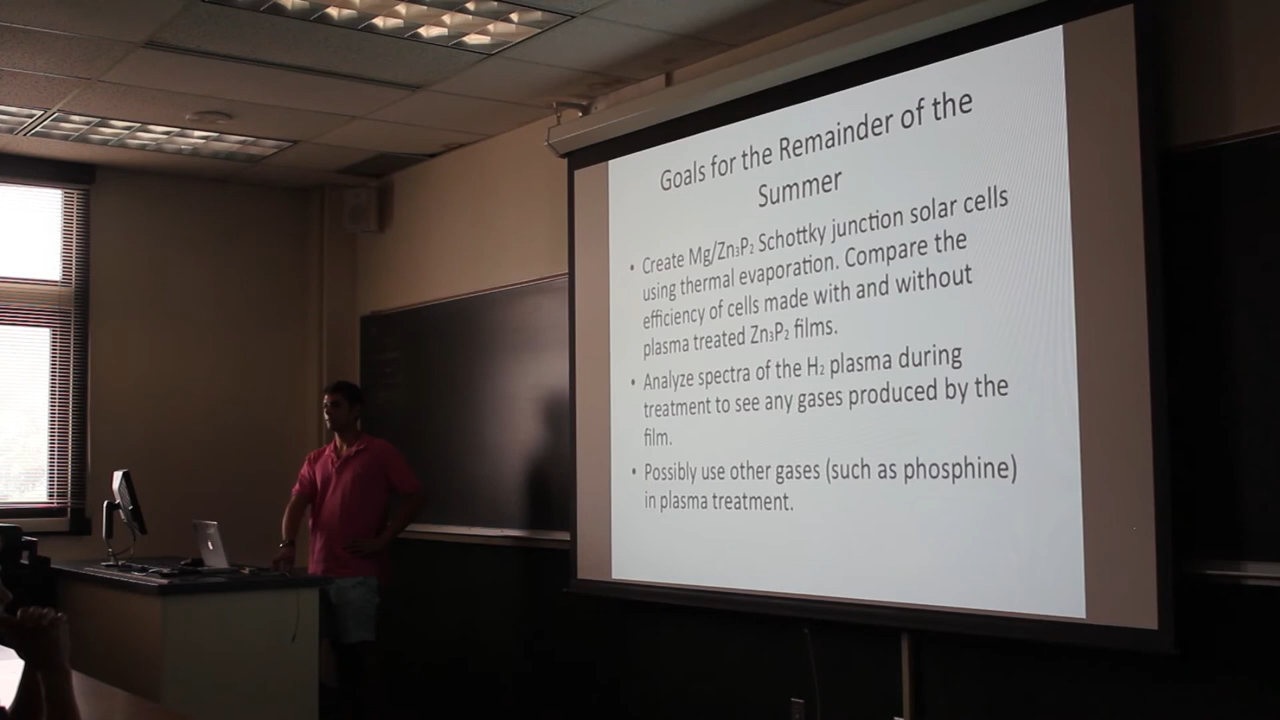 Goals for the Remainder of the
Summer
• Create Mg/Zn₃P₂ Schottky junction solar cells
using thermal evaporation. Compare the
efficiency of cells made with and without
plasma treated Zn₃P₂ films.
• Analyze spectra of the H₂ plasma during
treatment to see any gases produced by the
film.
• Possibly use other gases (such as phosphine)
in plasma treatment.